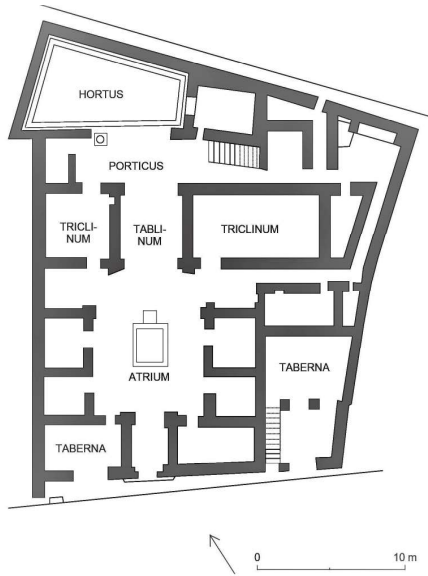 HORTUS
PORTICUS
TRICLI-
NUM
TABLI-
NUM
TRICLINUM
ATRIUM
TABERNA
TABERNA
0
10 m